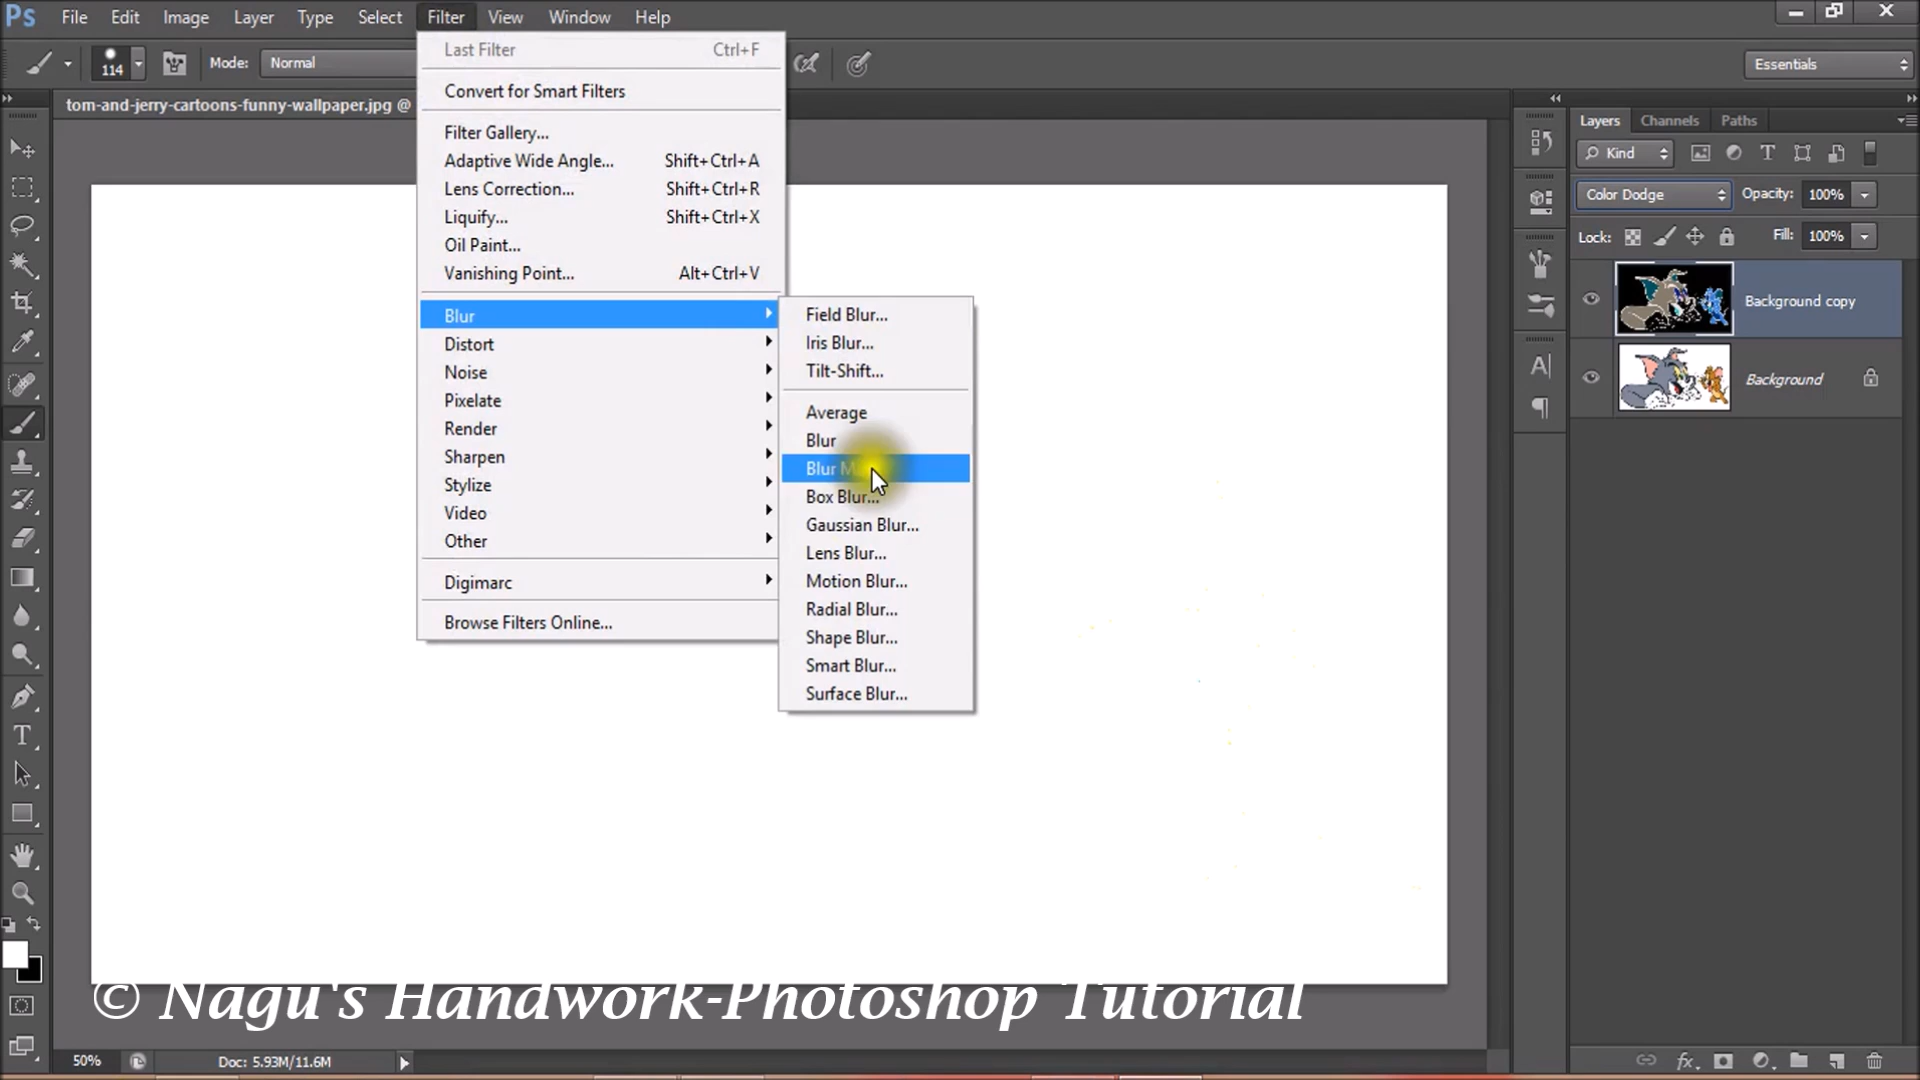 Ps File Edit Image Layer Type Select Filter View Window Help
114 Mode: Normal Essentials
tom-and-jerry-cartoons-funny-wallpaper.jpg @
Last Filter Ctrl+F
Convert for Smart Filters
Filter Gallery...
Adaptive Wide Angle... Shift+Ctrl+A
Lens Correction... Shift+Ctrl+R
Liquify... Shift+Ctrl+X
Oil Paint...
Vanishing Point... Alt+Ctrl+V
Blur
Distort
Noise
Pixelate
Render
Sharpen
Stylize
Video
Other
Digimarc
Browse Filters Online...
Field Blur...
Iris Blur...
Tilt-Shift...
Average
Blur
Blur
Box Blur...
Gaussian Blur...
Lens Blur...
Motion Blur...
Radial Blur...
Shape Blur...
Smart Blur...
Surface Blur...
Layers Channels Paths
Kind
Color Dodge Opacity: 100%
Lock: Fill: 100%
Background copy
Background
© Nagu's Handwork-Photoshop Tutorial
50% Doc: 5.93M/11.6M